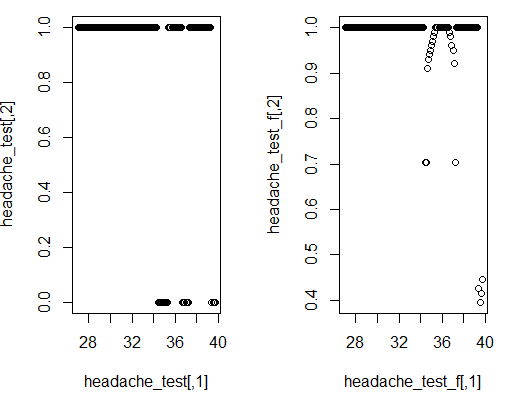 headache_test[,2]
1.0
0.8
0.6
0.4
0.2
0.0
28 32 36 40
headache_test[,1]
headache_test_f[,2]
1.0
0.9
0.8
0.7
0.6
0.5
0.4
28 32 36 40
headache_test_f[,1]